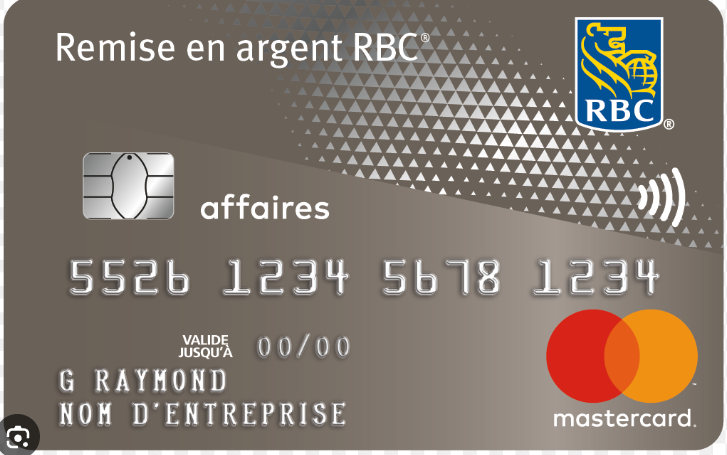 Remise en argent RBC®
RBC®
affaires
5526 1234 5678 1234
VALIDE
JUSQU'À 00/00
G RAYMOND
NOM D'ENTREPRISE
mastercard.